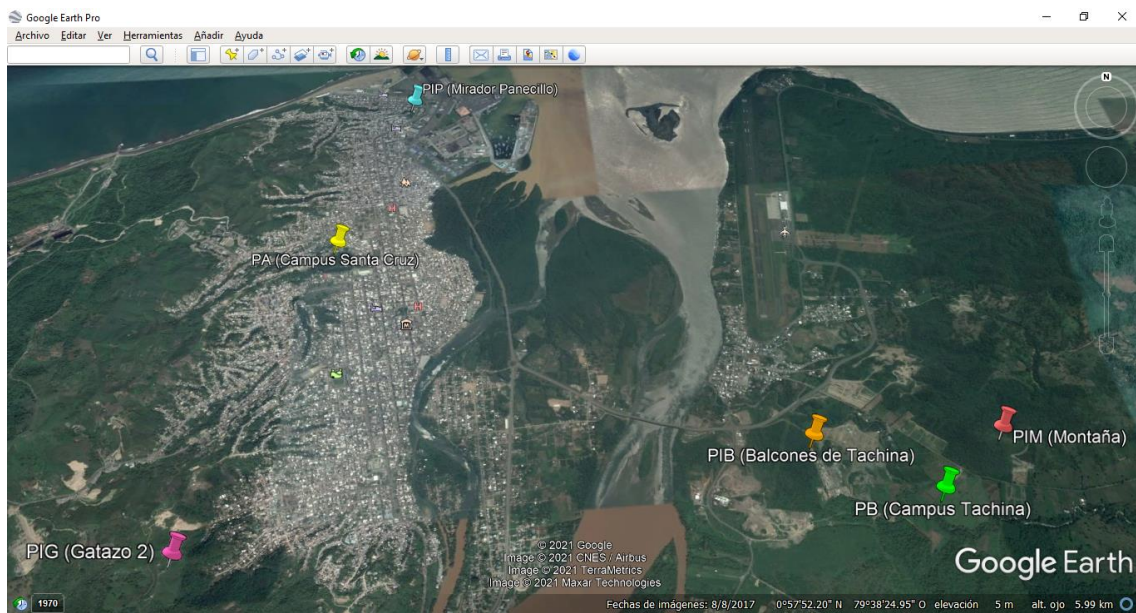 Google Earth Pro
Archivo Editar Ver Herramientas Añadir Ayuda
N
PIP (Mirador Panecillo)
PA (Campus Santa Cruz)
PIM (Montaña)
PIB (Balcones de Tachina)
PB (Campus Tachina)
PIG (Gatazo 2)
© 2021 Google
Image © 2021 CNES / Airbus
Image © 2021 TerraMetrics
Image © 2021 Maxar Technologies
Google Earth
1970
Fechas de imágenes: 8/8/2017 0°57'52.20" N 79°38'24.95" O elevación 5 m alt. ojo 5.99 km